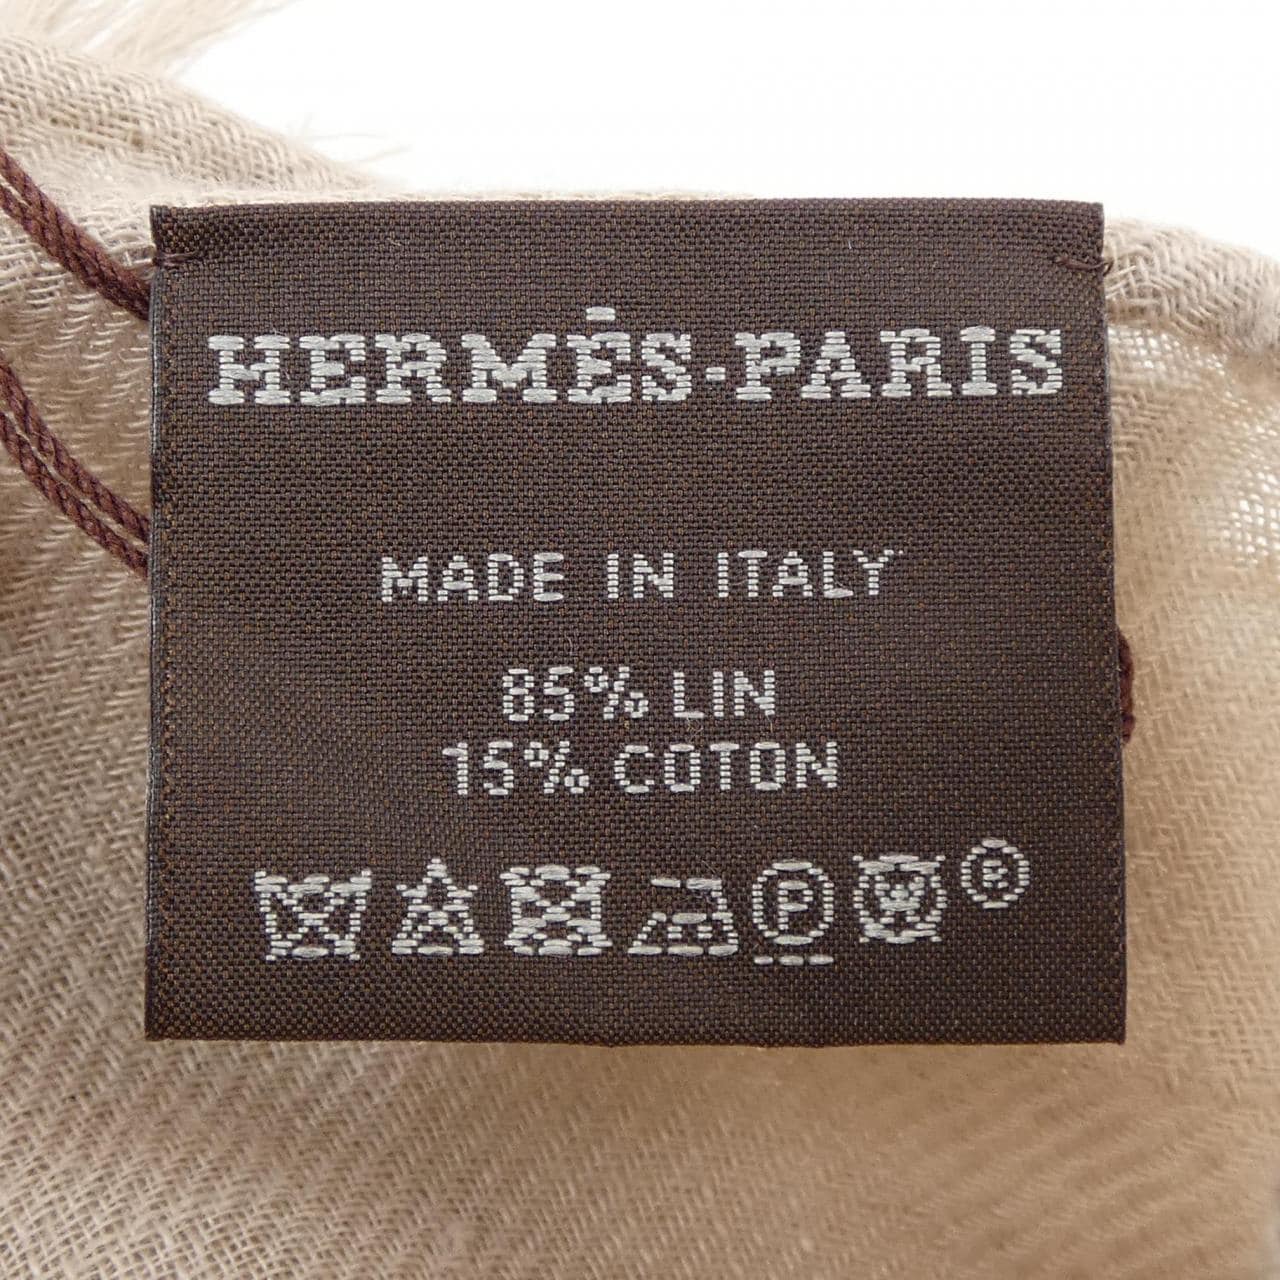 HERMÈS·PARIS
MADE IN ITALY
85% LIN
15% COTON
P ®